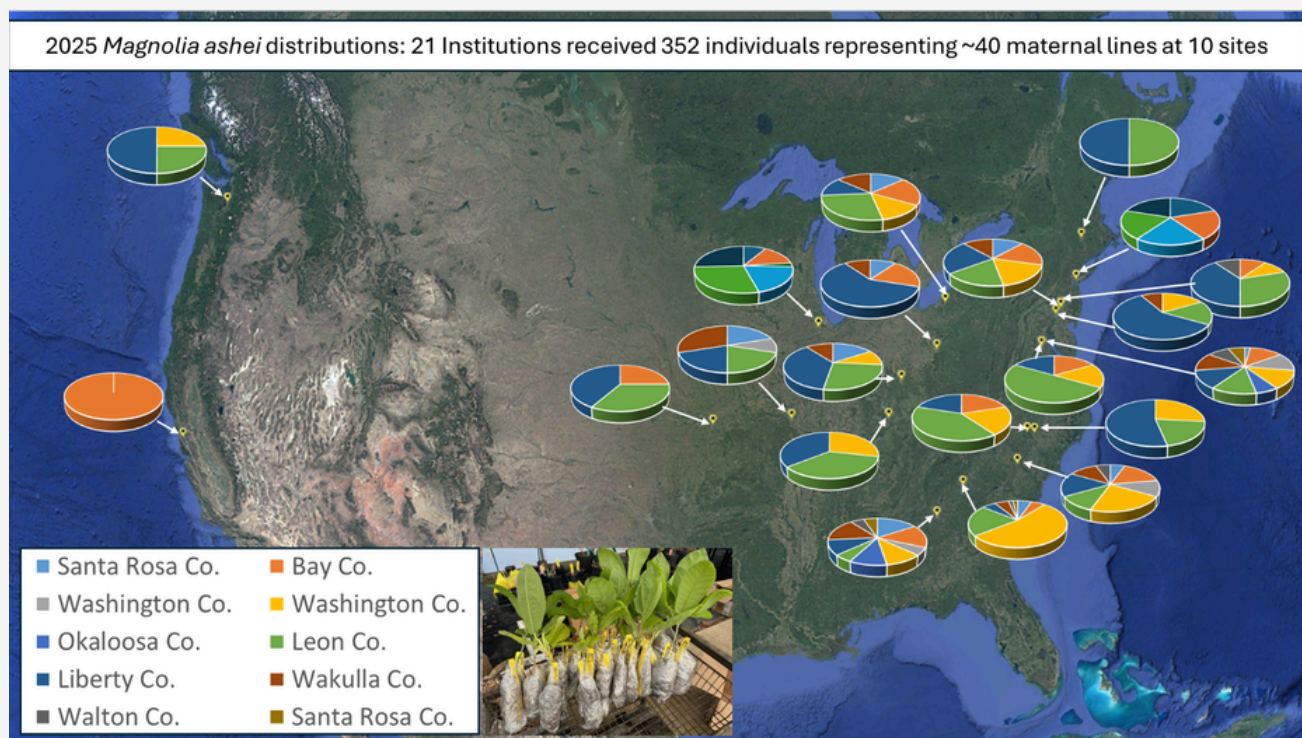 2025 Magnolia ashei distributions: 21 Institutions received 352 individuals representing ~40 maternal lines at 10 sites
Santa Rosa Co.
Bay Co.
Washington Co.
Washington Co.
Okaloosa Co.
Leon Co.
Liberty Co.
Wakulla Co.
Walton Co.
Santa Rosa Co.